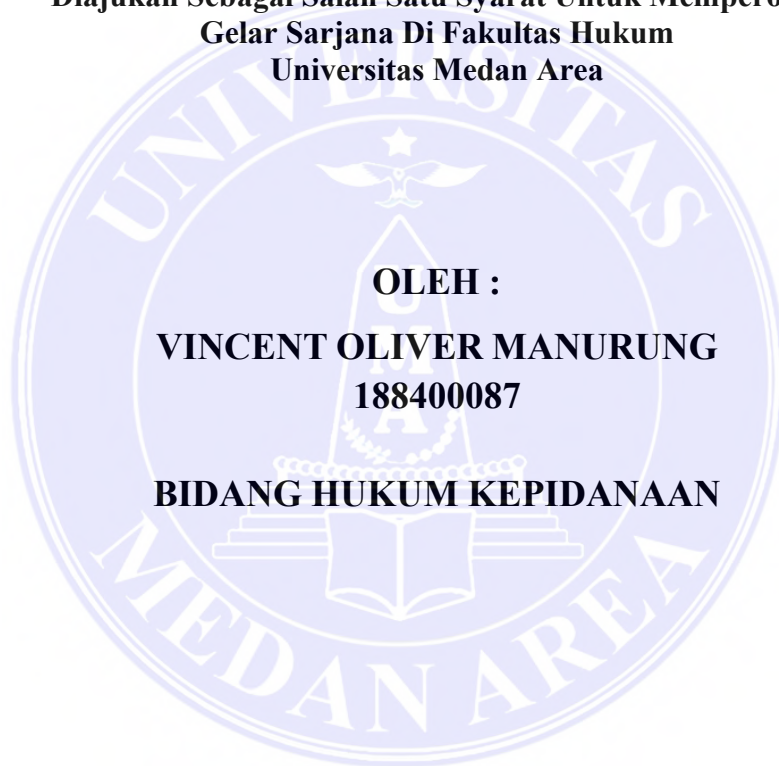 Diajukan Sebagai Salah Satu Syarat Untuk
Gelar Sarjana Di Fakultas Hukum
Universitas Medan Area
UNIVERSITAS
OLEH :
UMA
VINCENT OLIVER MANURUNG
188400087
BIDANG HUKUM KEPIDANAAN
MEDAN AREA